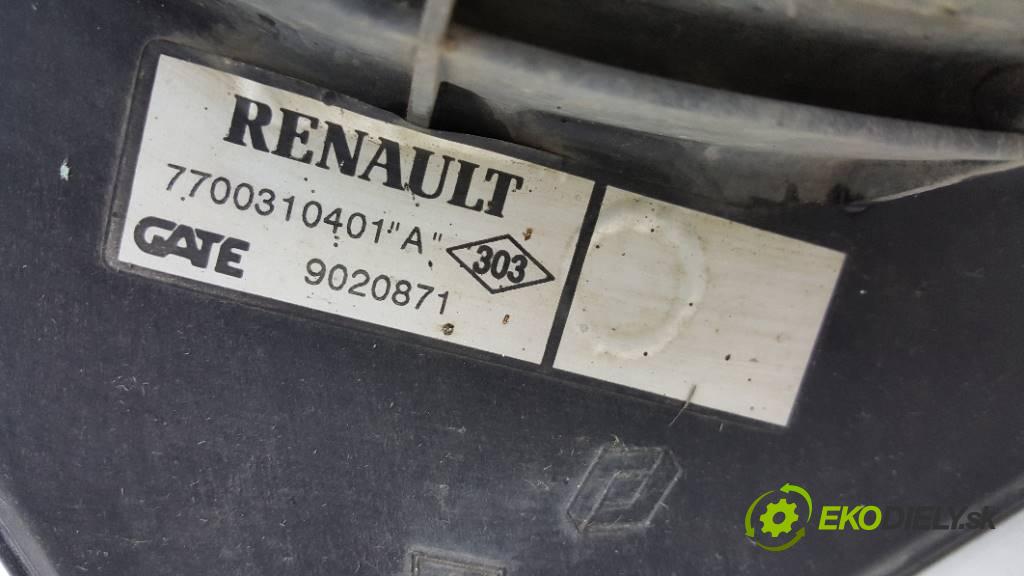 RENAULT
7700310401"A"
303
GATE
9020871
EKODIELY.sk